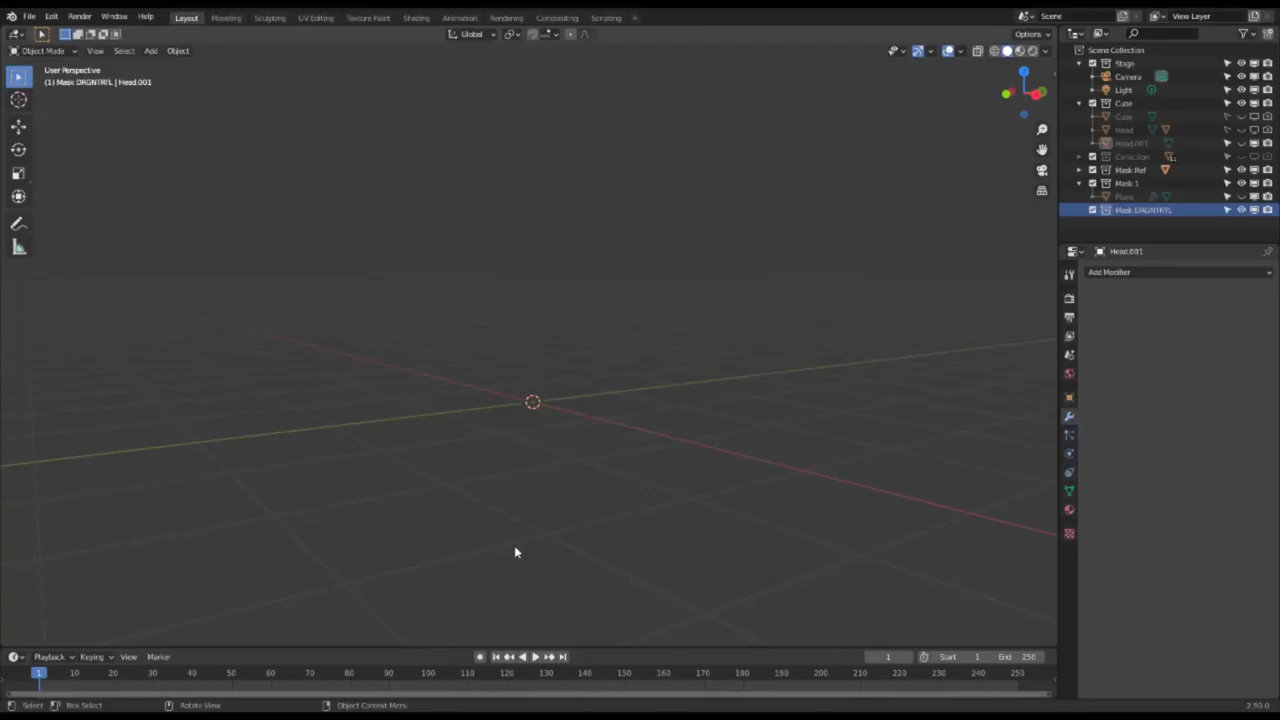 File Edit Render Window Help Layout Modeling Sculpting UV Editing Texture Paint Shading Animation Rendering Compositing Scripting + Scene View Layer
Global Options
Object Mode View Select Add Object
User Perspective
(1) Mask DRGNTRTL | Head.001
Scene Collection
Stage
Camera
Light
Cube
Cube
Head
Head.001
Collection 11
Mask Ref
Mask 1
Plane
Mask DRGNTRTL
Head.001
Add Modifier
Z
Playback Keying View Marker 1 Start 1 End 250
1 10 20 30 40 50 60 70 80 90 100 110 120 130 140 150 160 170 180 190 200 210 220 230 240 250
Select Box Select Rotate View Object Context Menu 2.90.0